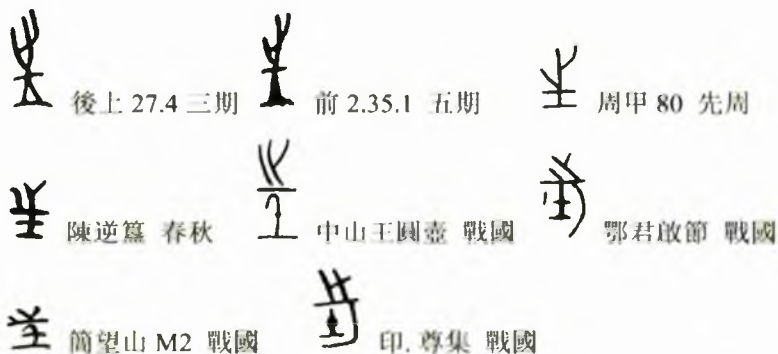 後上 27.4 三期 前 2.35.1 五期 周甲 80 先周
陳逆簠 春秋 中山王圓壺 戰國 鄂君啟節 戰國
簡望山 M2 戰國 印.尊集 戰國